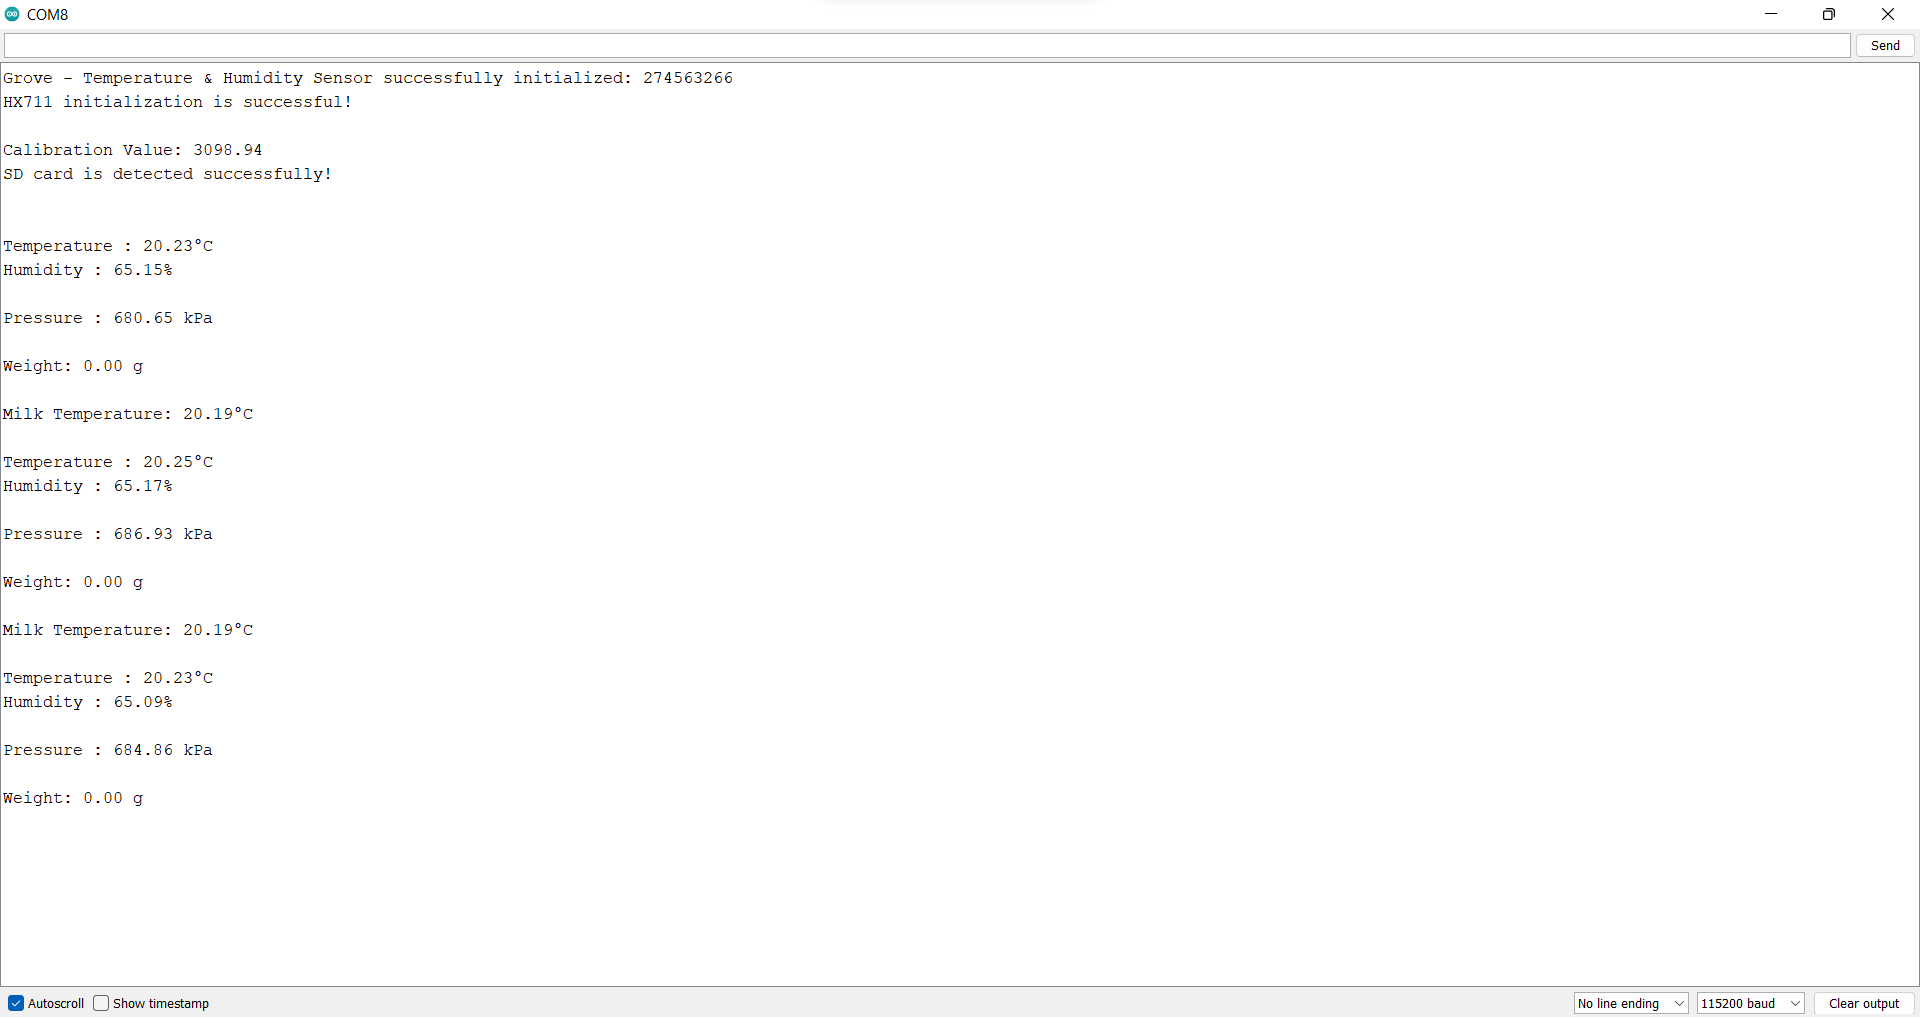 COM8
Send
Grove - Temperature & Humidity Sensor successfully initialized: 274563266
HX711 initialization is successful!
Calibration Value: 3098.94
SD card is detected successfully!
Temperature : 20.23°C
Humidity : 65.15%
Pressure : 680.65 kPa
Weight: 0.00 g
Milk Temperature: 20.19°C
Temperature : 20.25°C
Humidity : 65.17%
Pressure : 686.93 kPa
Weight: 0.00 g
Milk Temperature: 20.19°C
Temperature : 20.23°C
Humidity : 65.09%
Pressure : 684.86 kPa
Weight: 0.00 g
Autoscroll Show timestamp No line ending 115200 baud Clear output